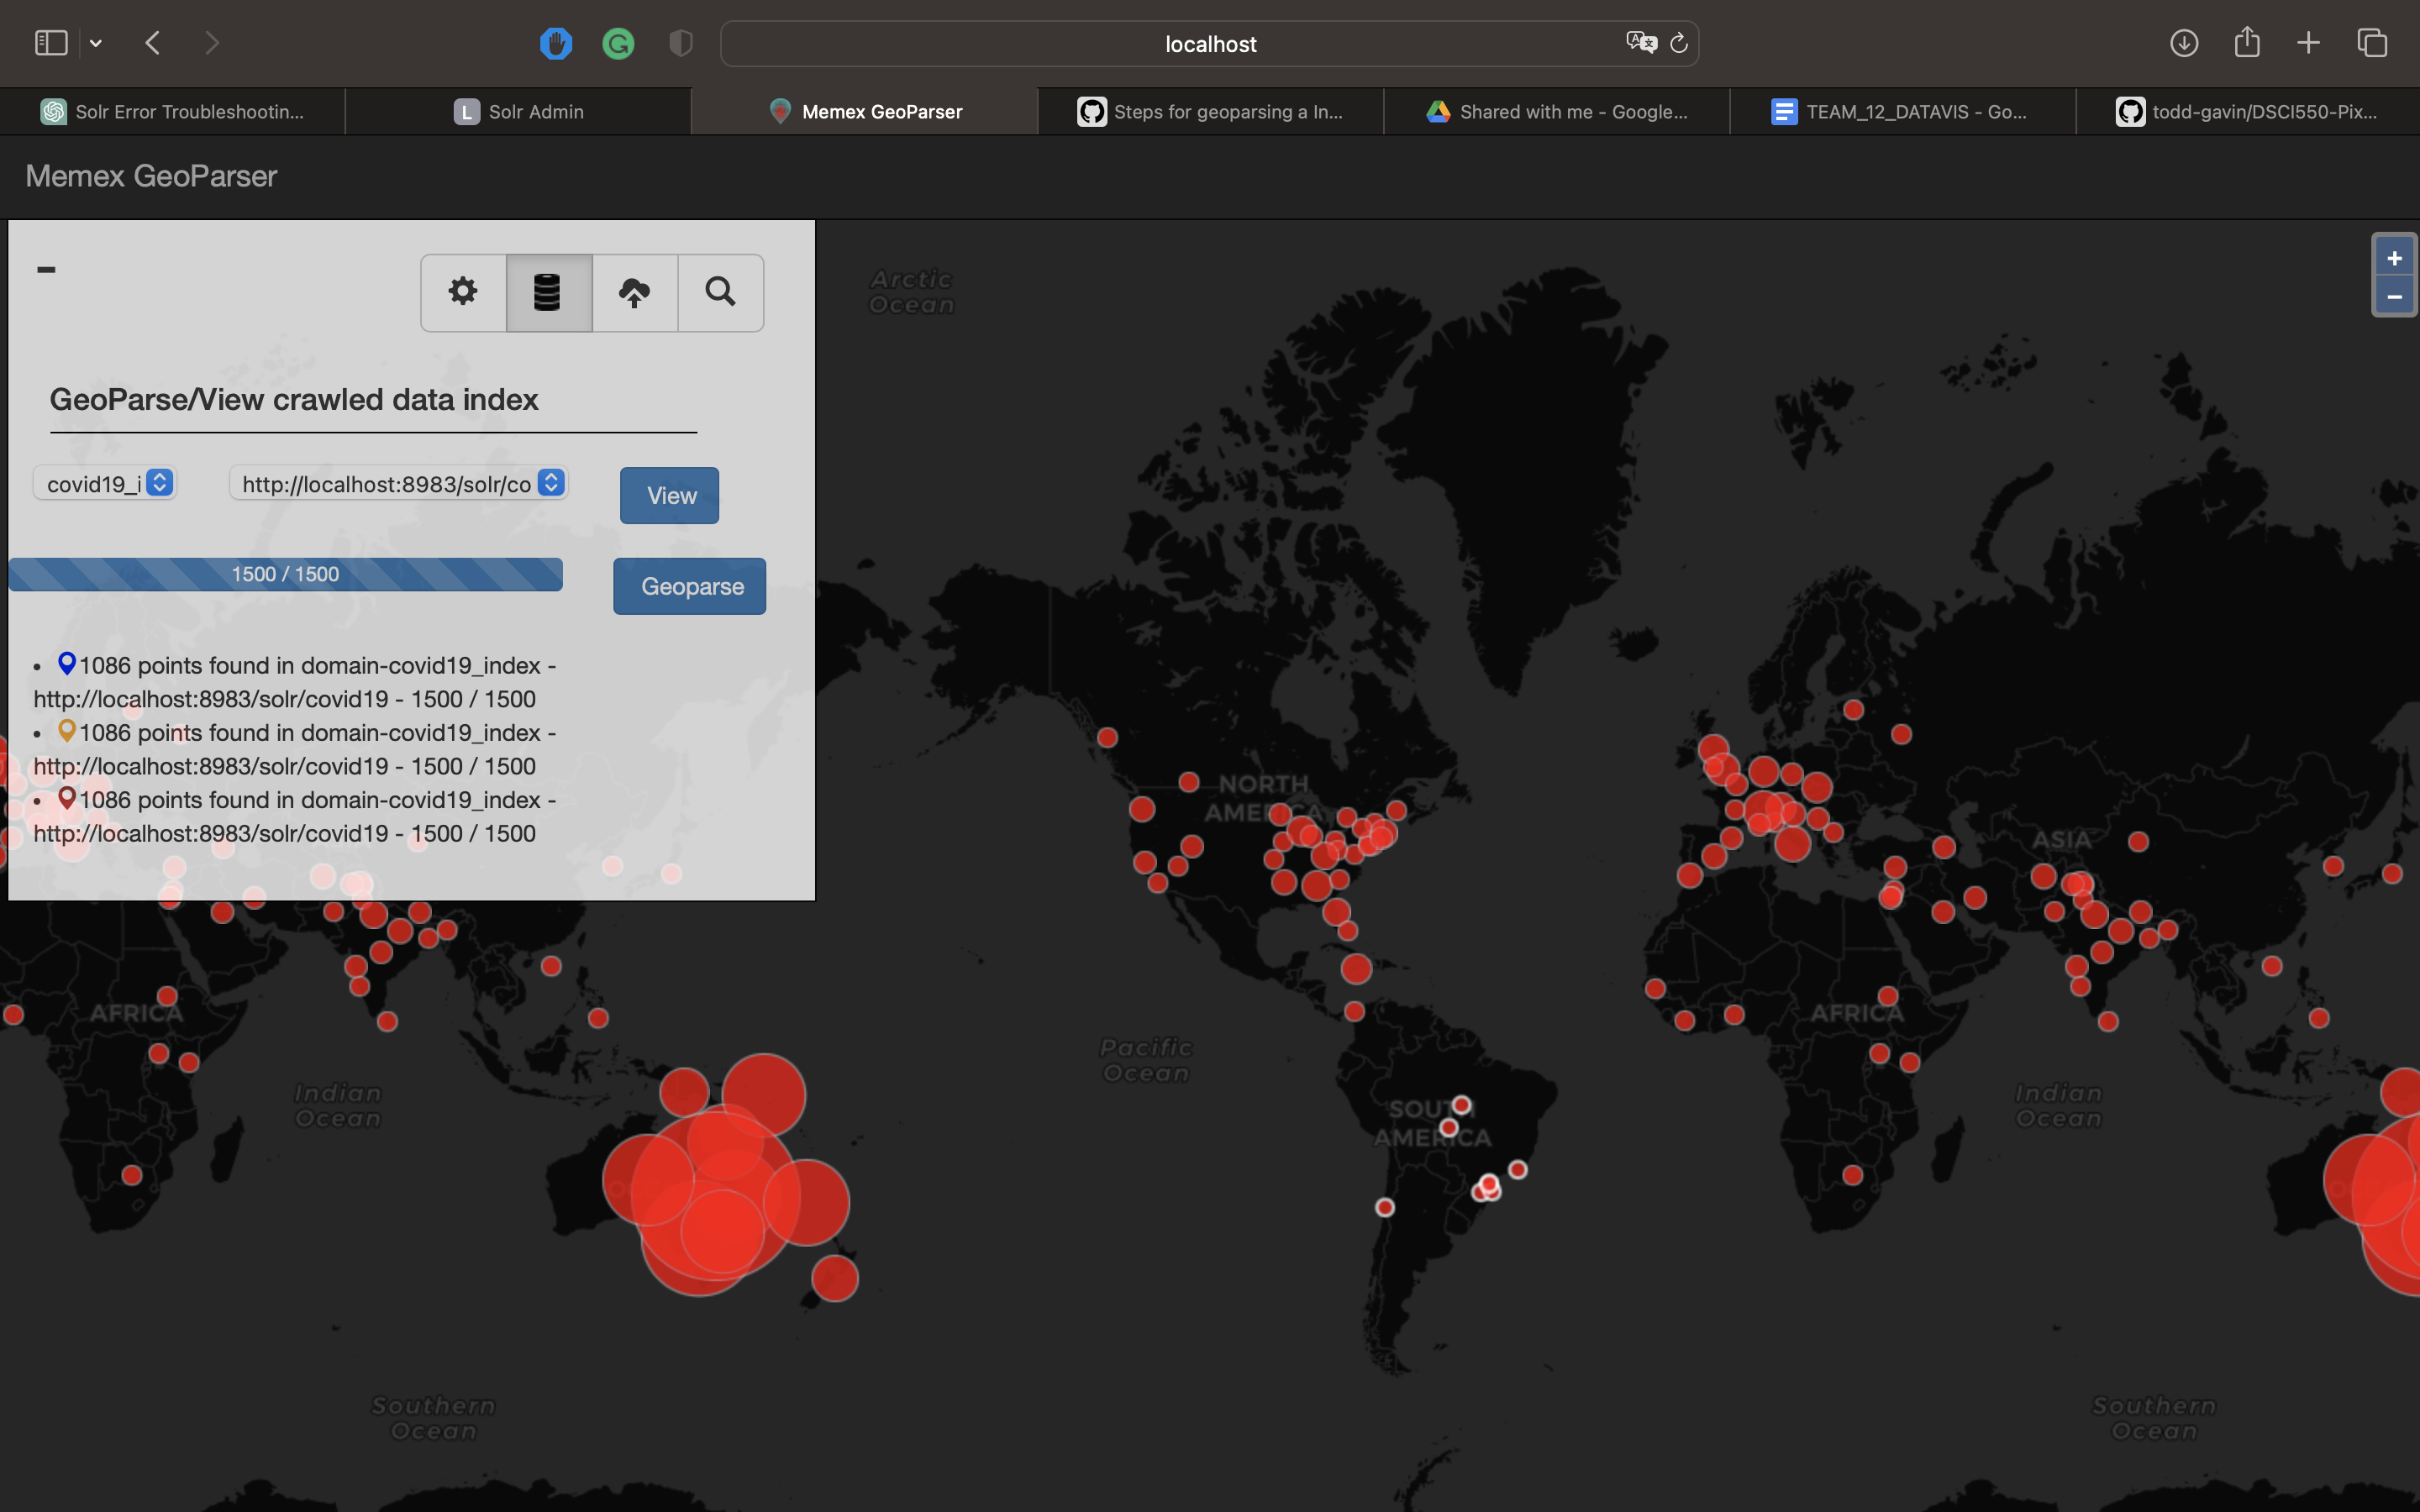 localhost
Solr Error Troubleshootin...
L Solr Admin
Memex GeoParser
Steps for geoparsing a In...
Shared with me - Google...
TEAM_12_DATAVIS - Go...
todd-gavin/DSCI550-Pix...
Memex GeoParser
GeoParse/View crawled data index
covid19_i
http://localhost:8983/solr/co
View
1500 / 1500
Geoparse
1086 points found in domain-covid19_index -
http://localhost:8983/solr/covid19 - 1500 / 1500
1086 points found in domain-covid19_index -
http://localhost:8983/solr/covid19 - 1500 / 1500
1086 points found in domain-covid19_index -
http://localhost:8983/solr/covid19 - 1500 / 1500
+
−
Arctic
Ocean
NORTH
AMERICA
ASIA
AFRICA
AFRICA
Pacific
Ocean
Indian
Ocean
Indian
Ocean
SOUTH
AMERICA
Southern
Ocean
Southern
Ocean